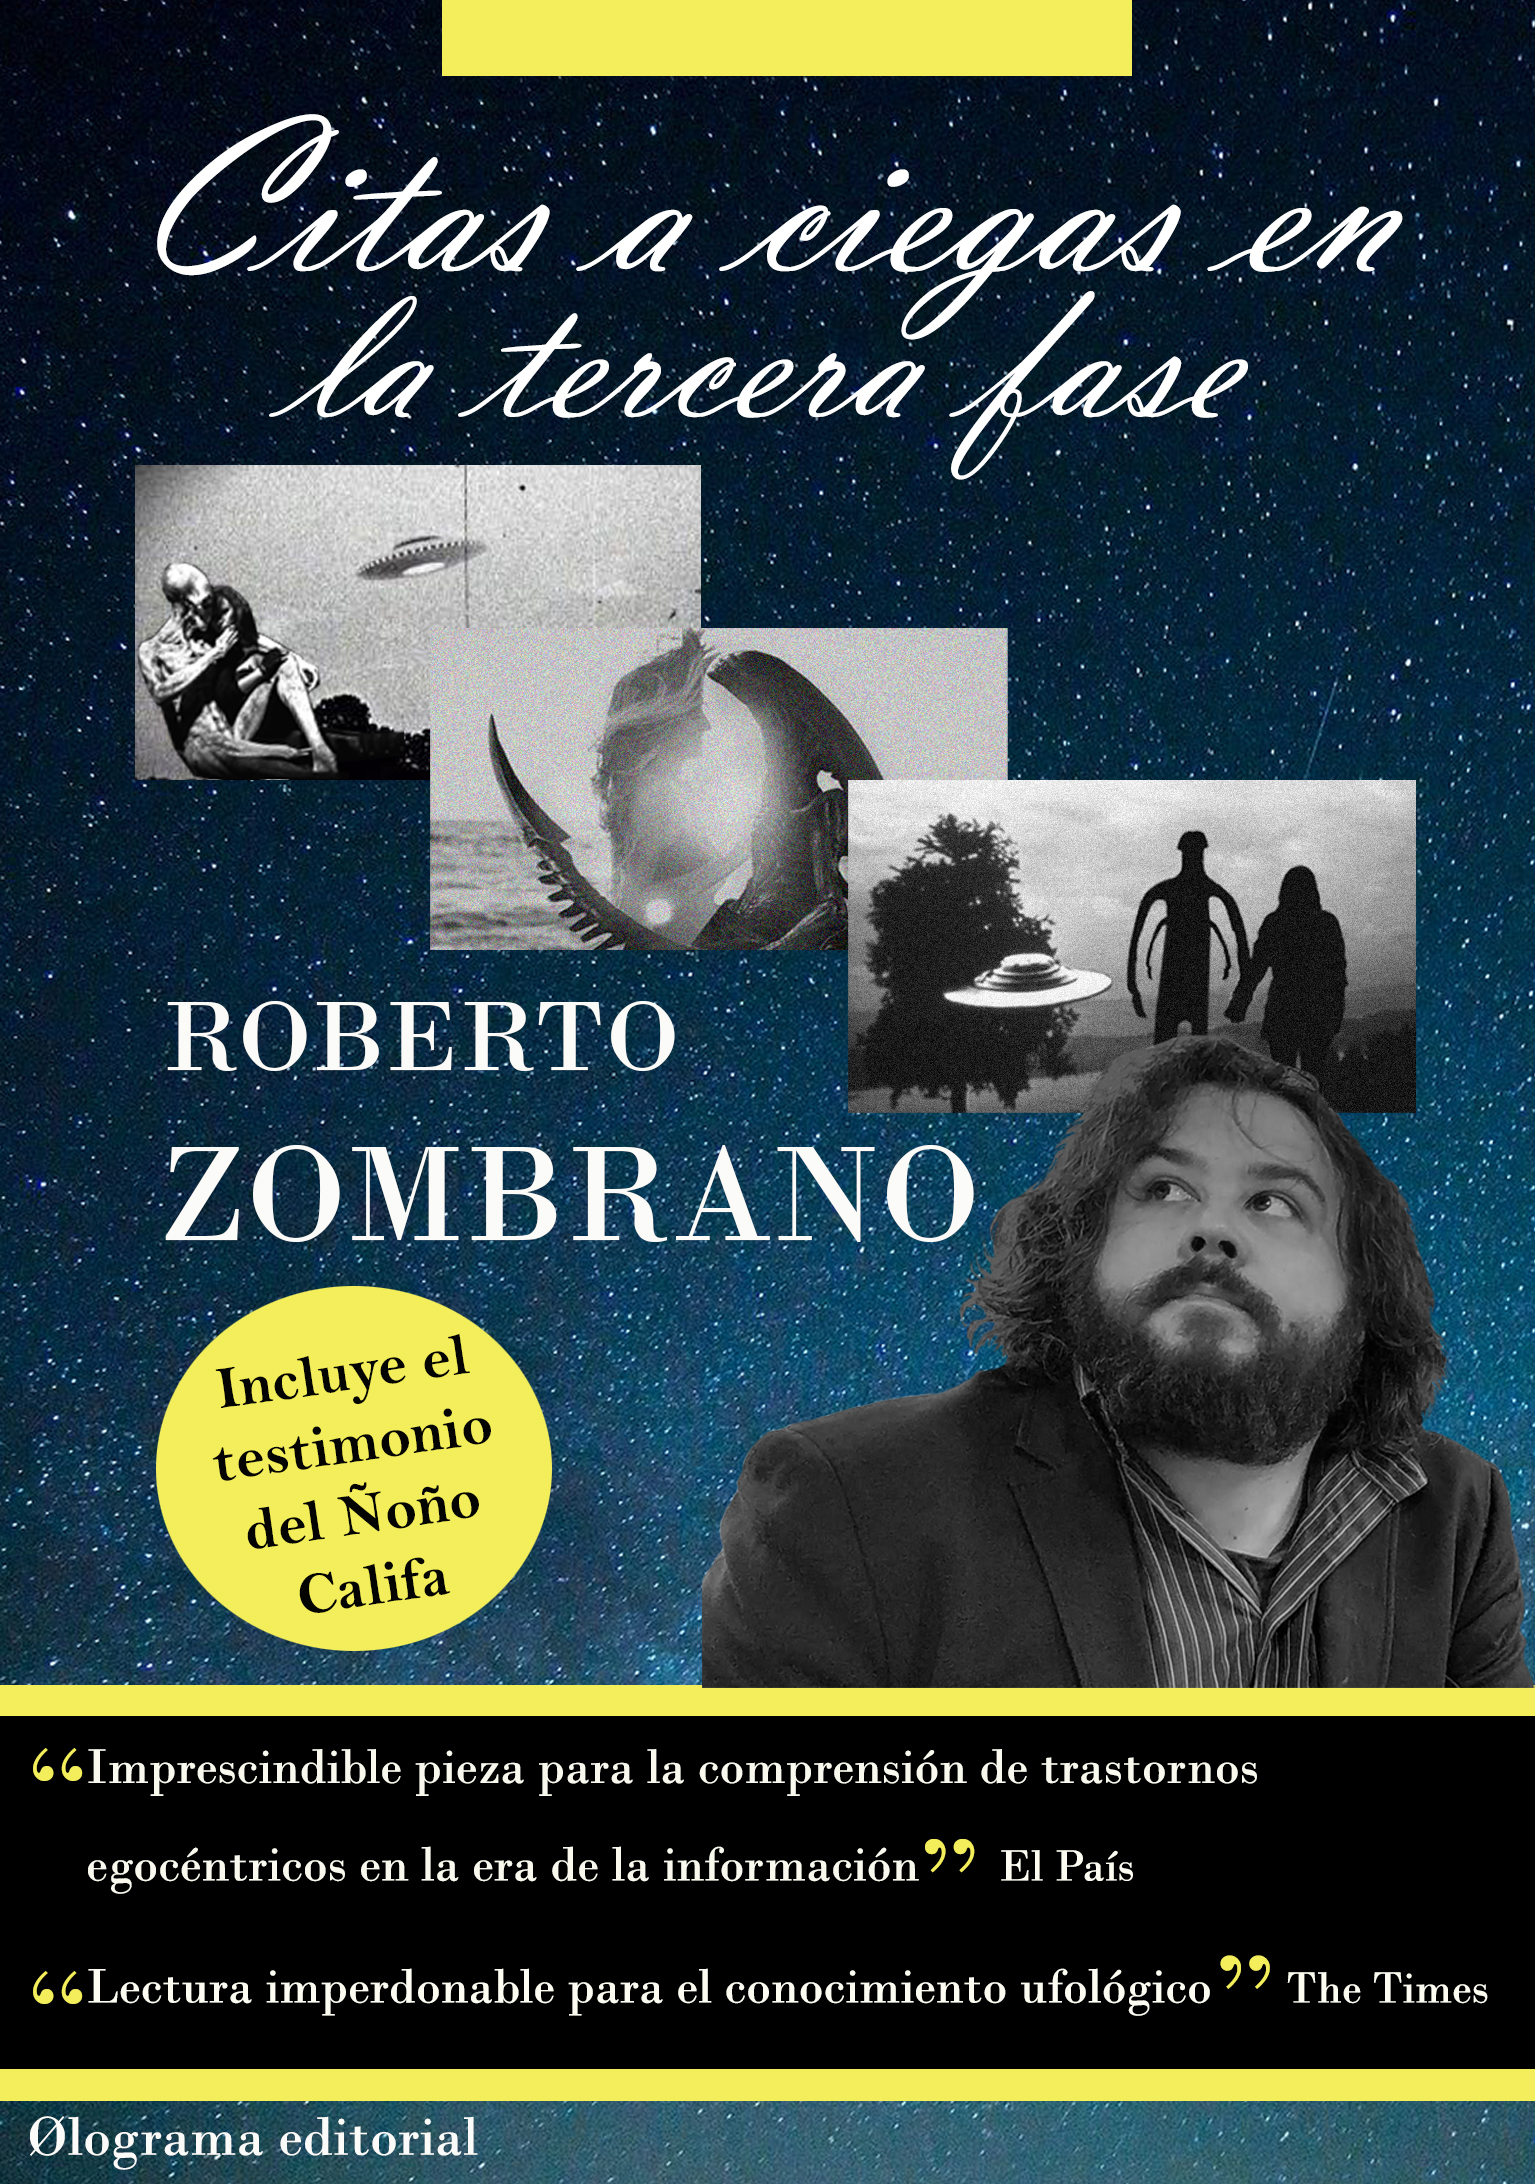 Citas a ciegas en
la tercera fase
ROBERTO
ZOMBRANO
Incluye el
testimonio
del Ñoño
Califa
“Imprescindible pieza para la comprensión de trastornos
egocéntricos en la era de la información” El País
“Lectura imperdonable para el conocimiento ufológico” The Times
Ølograma editorial